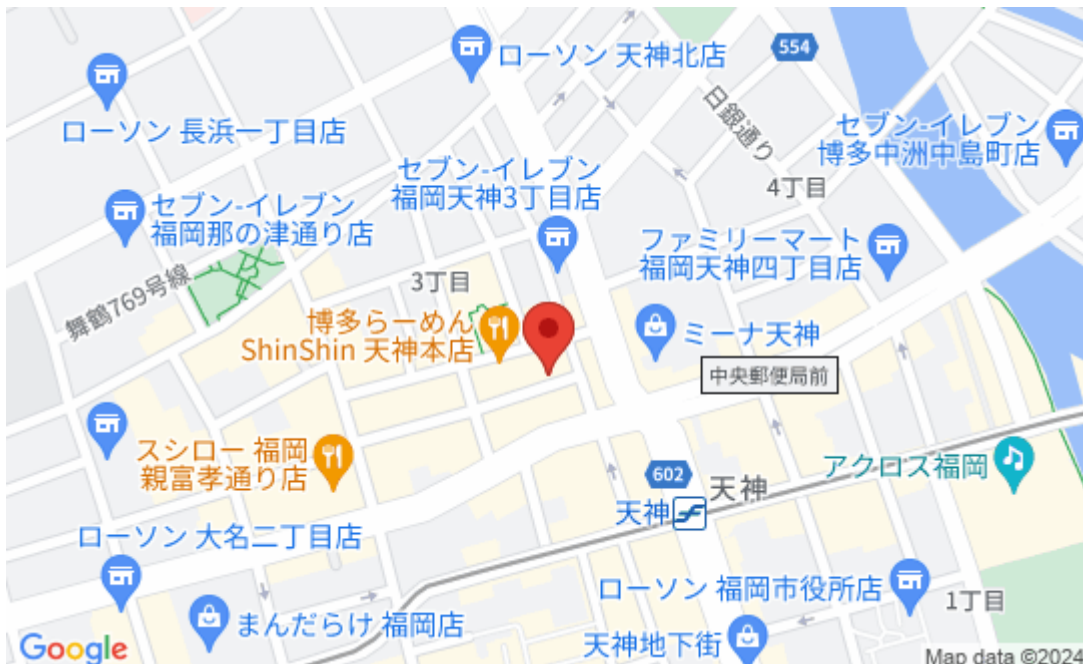 554
ローソン 天神北店
ローソン 長浜一丁目店
日銀通り
セブン-イレブン
博多中洲中島町店
セブン-イレブン
福岡天神3丁目店
4丁目
セブン-イレブン
福岡那の津通り店
ファミリーマート
福岡天神四丁目店
舞鶴769号線
3丁目
博多らーめん
ShinShin 天神本店
ミーナ天神
中央郵便局前
スシロー 福岡
親富孝通り店
602
天神
アクロス福岡
天神
ローソン 大名二丁目店
ローソン 福岡市役所店
1丁目
まんだらけ 福岡店
天神地下街
Google
Map data ©2024